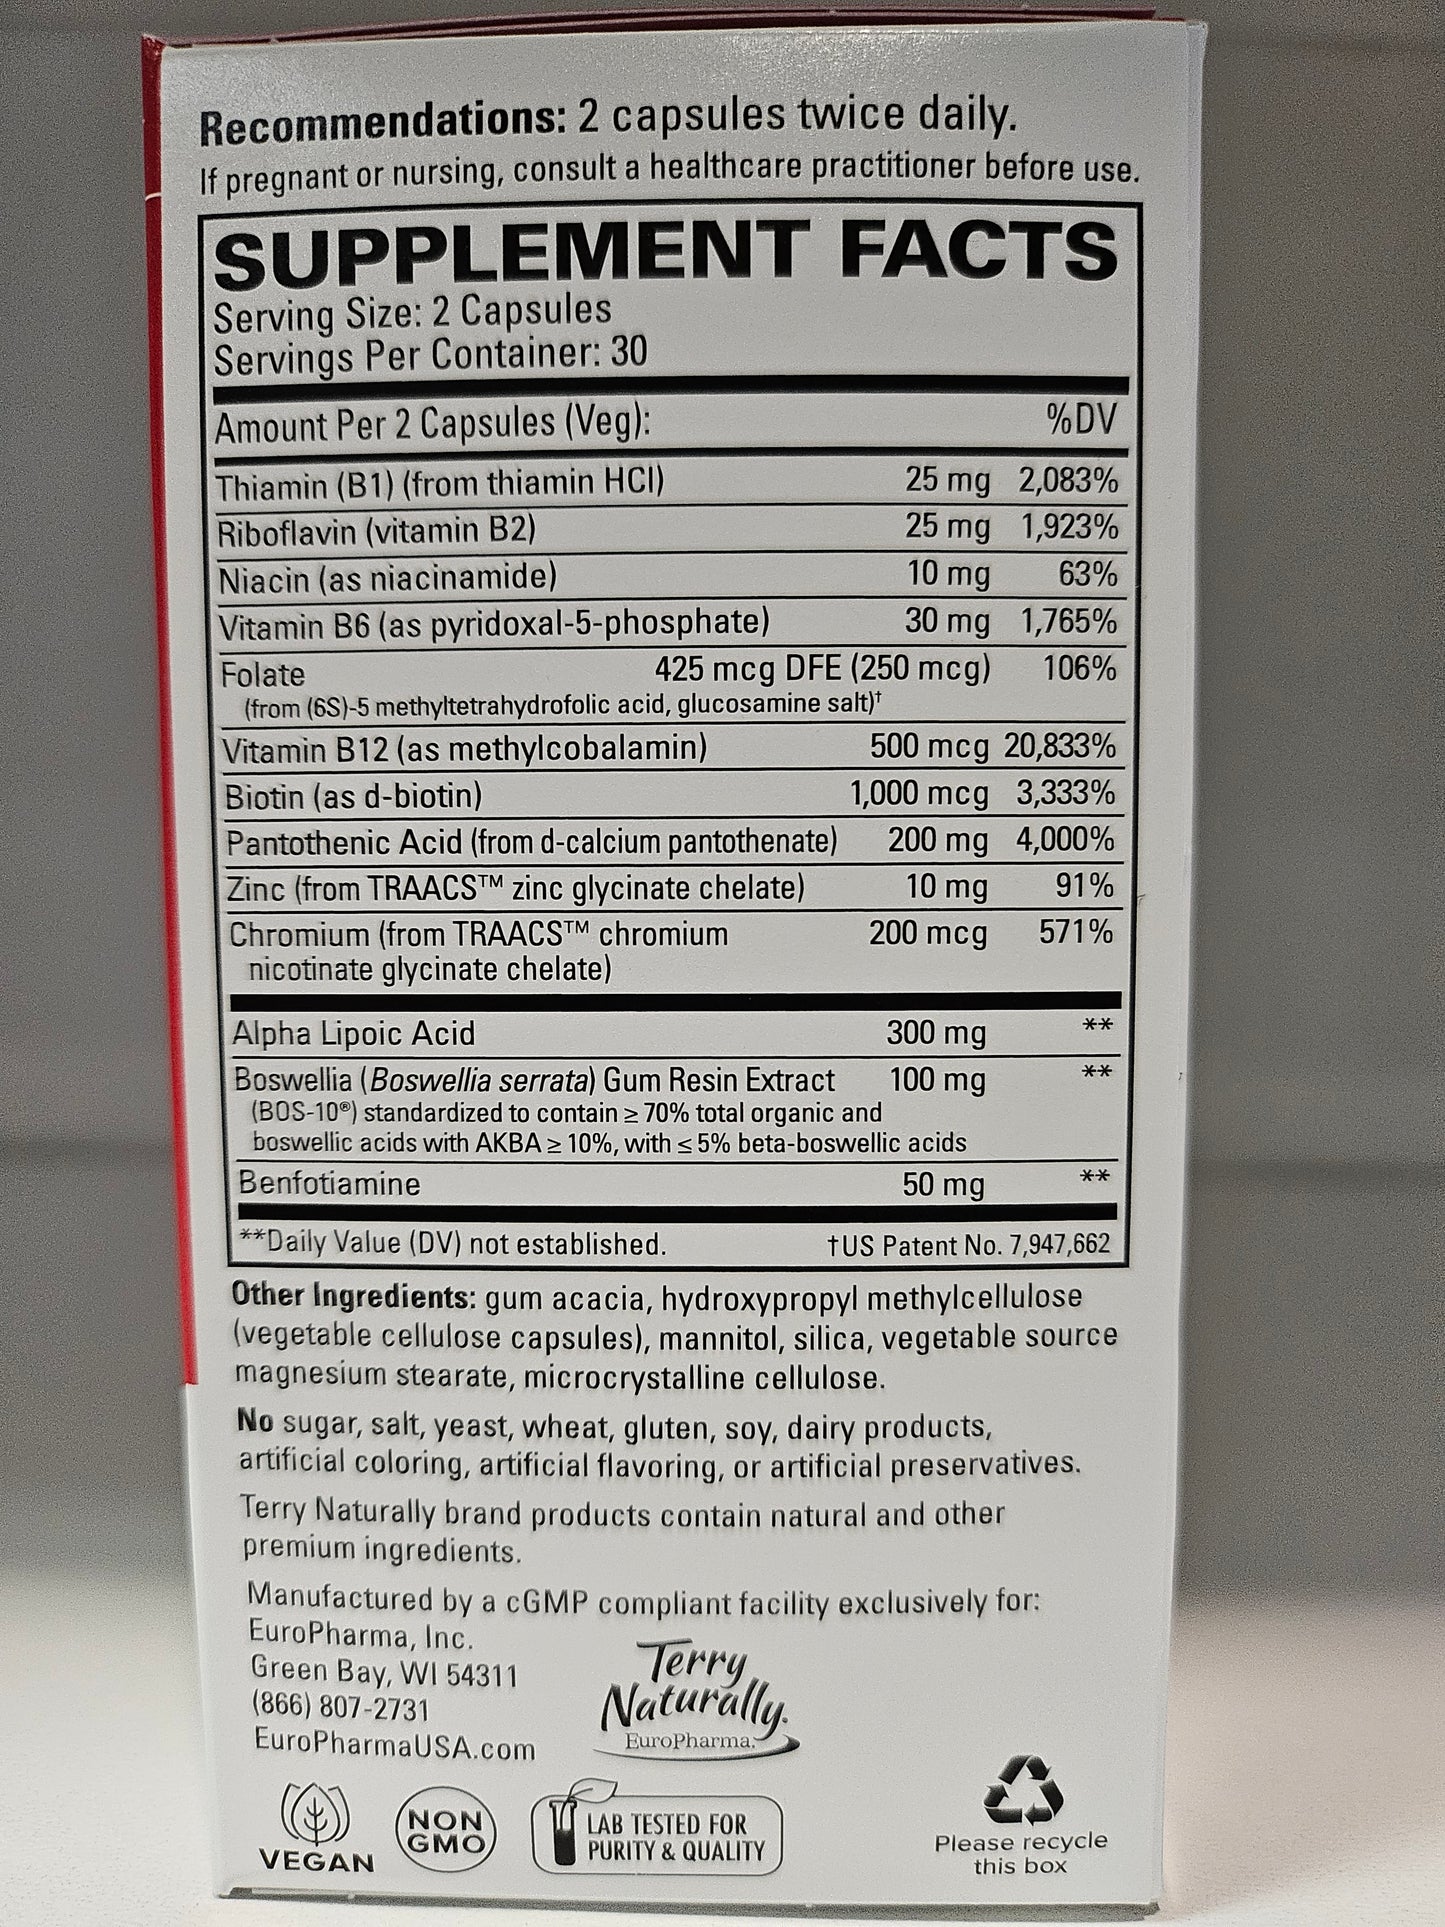 Recommendations: 2 capsules twice daily.
If pregnant or nursing, consult a healthcare practitioner before use.
SUPPLEMENT FACTS
Serving Size: 2 Capsules
Servings Per Container: 30
Amount Per 2 Capsules (Veg): %DV
Thiamin (B1) (from thiamin HCl) 25 mg 2,083%
Riboflavin (vitamin B2) 25 mg 1,923%
Niacin (as niacinamide) 10 mg 63%
Vitamin B6 (as pyridoxal-5-phosphate) 30 mg 1,765%
Folate 425 mcg DFE (250 mcg) 106%
(from (6S)-5 methyltetrahydrofolic acid, glucosamine salt)†
Vitamin B12 (as methylcobalamin) 500 mcg 20,833%
Biotin (as d-biotin) 1,000 mcg 3,333%
Pantothenic Acid (from d-calcium pantothenate) 200 mg 4,000%
Zinc (from TRAACS™ zinc glycinate chelate) 10 mg 91%
Chromium (from TRAACS™ chromium 200 mcg 571%
nicotinate glycinate chelate)
Alpha Lipoic Acid 300 mg **
Boswellia (Boswellia serrata) Gum Resin Extract 100 mg **
(BOS-10®) standardized to contain ≥ 70% total organic and
boswellic acids with AKBA ≥ 10%, with ≤ 5% beta-boswellic acids
Benfotiamine 50 mg **
**Daily Value (DV) not established. †US Patent No. 7,947,662
Other Ingredients: gum acacia, hydroxypropyl methylcellulose
(vegetable cellulose capsules), mannitol, silica, vegetable source
magnesium stearate, microcrystalline cellulose.
No sugar, salt, yeast, wheat, gluten, soy, dairy products,
artificial coloring, artificial flavoring, or artificial preservatives.
Terry Naturally brand products contain natural and other
premium ingredients.
Manufactured by a cGMP compliant facility exclusively for:
EuroPharma, Inc.
Green Bay, WI 54311
(866) 807-2731
EuroPharmaUSA.com
Terry
Naturally®
EuroPharma®
VEGAN
NON
GMO
LAB TESTED FOR
PURITY & QUALITY
Please recycle
this box